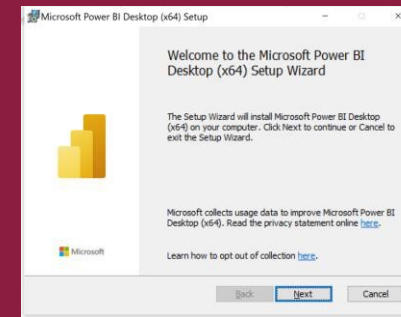 Microsoft Power BI Desktop (x64) Setup
Welcome to the Microsoft Power BI
Desktop (x64) Setup Wizard
The Setup Wizard will install Microsoft Power BI Desktop
(x64) on your computer. Click Next to continue or Cancel to
exit the Setup Wizard.
Microsoft collects usage data to improve Microsoft Power BI
Desktop (x64). Read the privacy statement online here.
Microsoft
Learn how to opt out of collection here.
Back Next Cancel